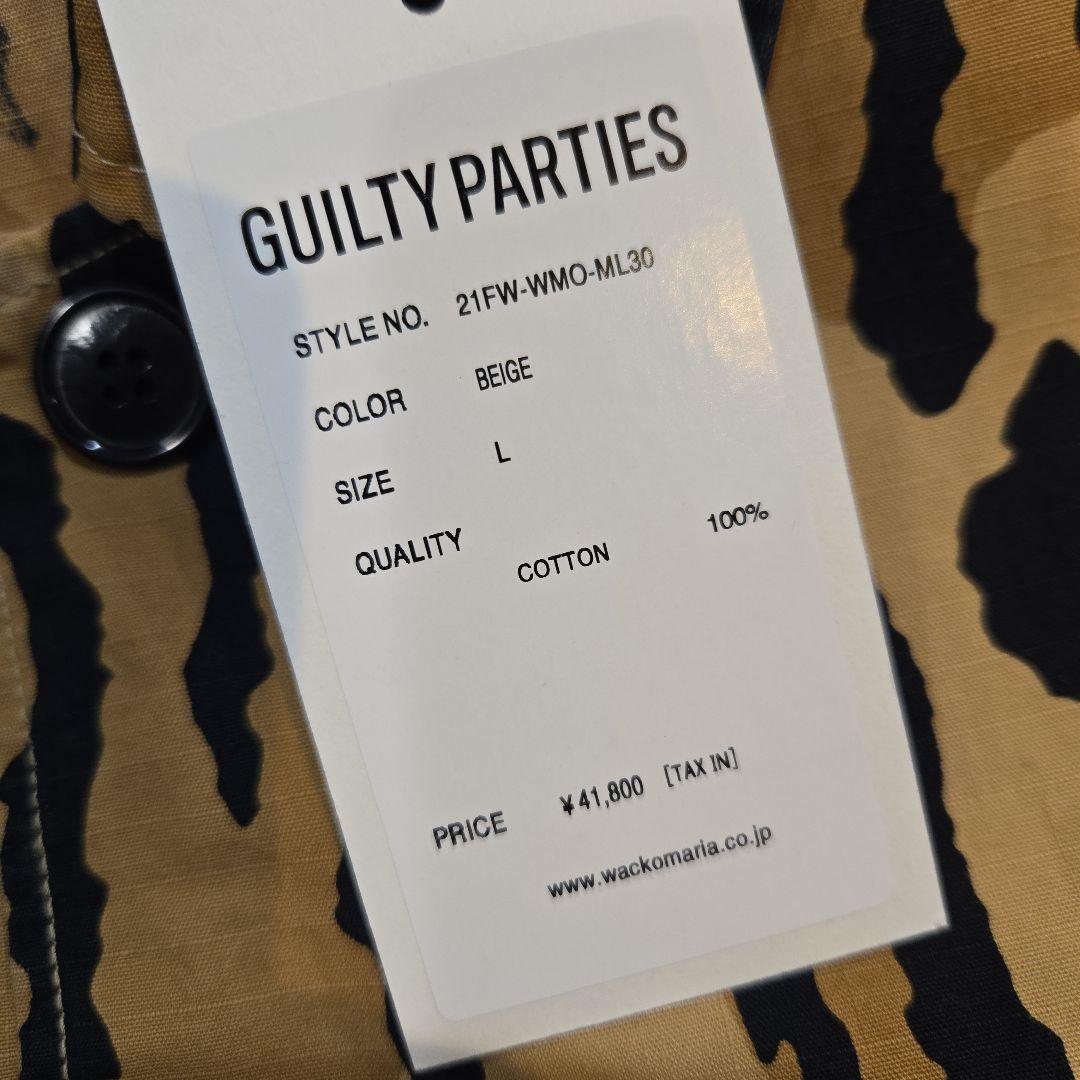 GUILTY PARTIES
STYLE NO. 21FW-WMO-ML30
COLOR BEIGE
SIZE L
QUALITY
COTTON 100%
PRICE ¥41,800 [TAX IN]
www.wackomaria.co.jp